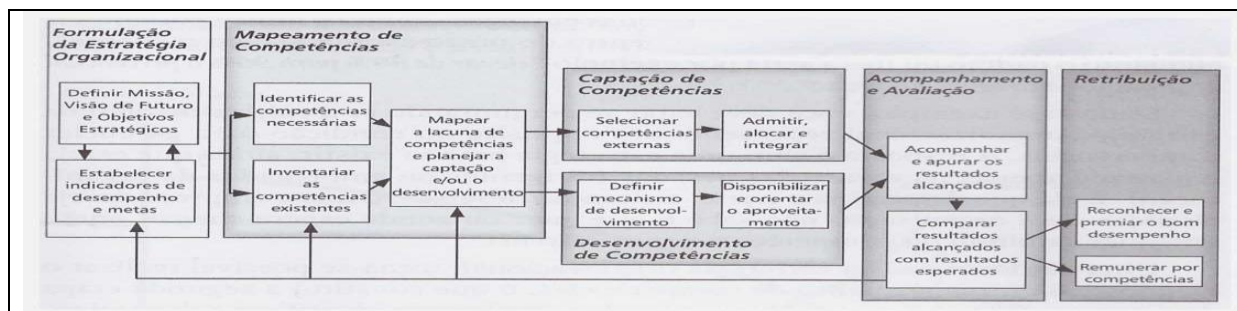 Formulação
da Estratégia
Organizacional
Definir Missão,
Visão de Futuro
e Objetivos
Estratégicos
Estabelecer
indicadores de
desempenho
e metas
Mapeamento de
Competências
Identificar as
competências
necessárias
Inventariar
as
competências
existentes
Mapear
a lacuna de
competências
e planejar a
captação
e/ou o
desenvolvimento
Captação de
Competências
Selecionar
competências
externas
Admitir,
alocar e
integrar
Definir
mecanismo
de desenvol-
vimento
Disponibilizar
e orientar
o aproveita-
mento
Desenvolvimento
de Competências
Acompanhamento
e Avaliação
Acompanhar
e apurar os
resultados
alcançados
Comparar
resultados
alcançados
com resultados
esperados
Retribuição
Reconhecer e
premiar o bom
desempenho
Remunerar por
competências